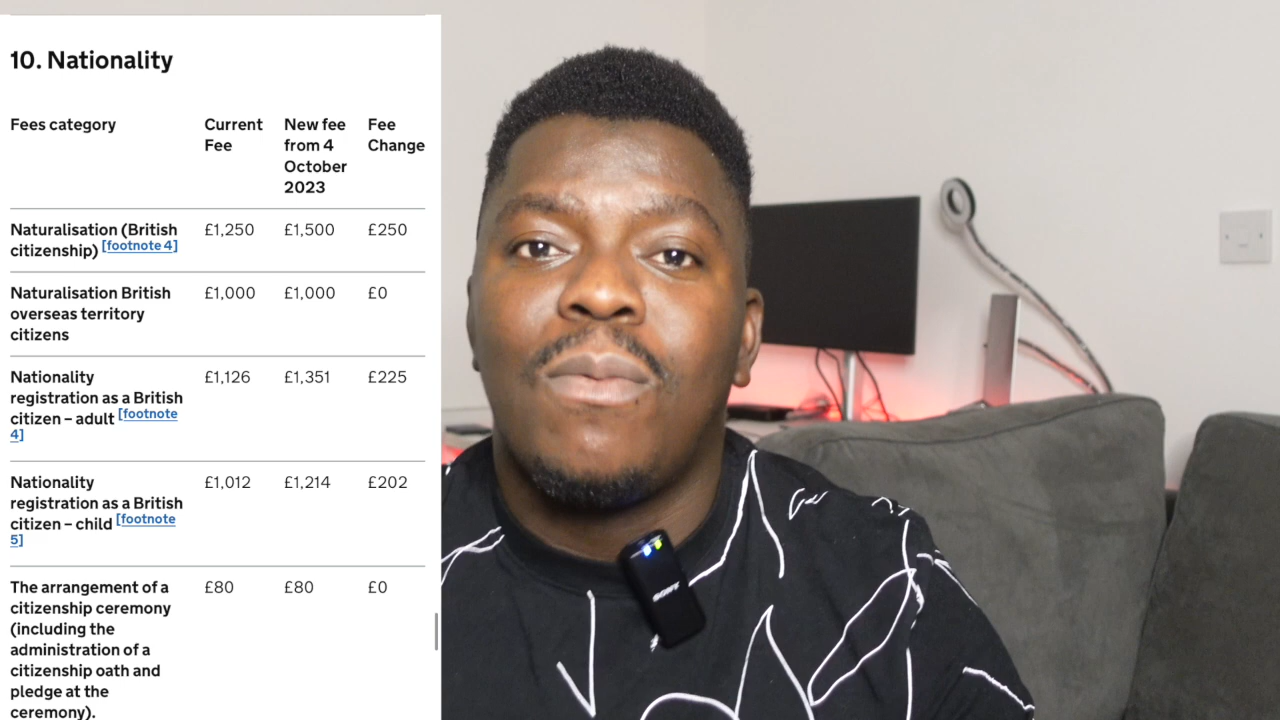 10. Nationality
Fees category
Current
Fee
New fee
from 4
October
2023
Fee
Change
Naturalisation (British
citizenship) [footnote 4]
£1,250
£1,500
£250
Naturalisation British
overseas territory
citizens
£1,000
£1,000
£0
Nationality
registration as a British
citizen – adult [footnote
4]
£1,126
£1,351
£225
Nationality
registration as a British
citizen – child [footnote
5]
£1,012
£1,214
£202
The arrangement of a
citizenship ceremony
(including the
administration of a
citizenship oath and
pledge at the
ceremony).
£80
£80
£0